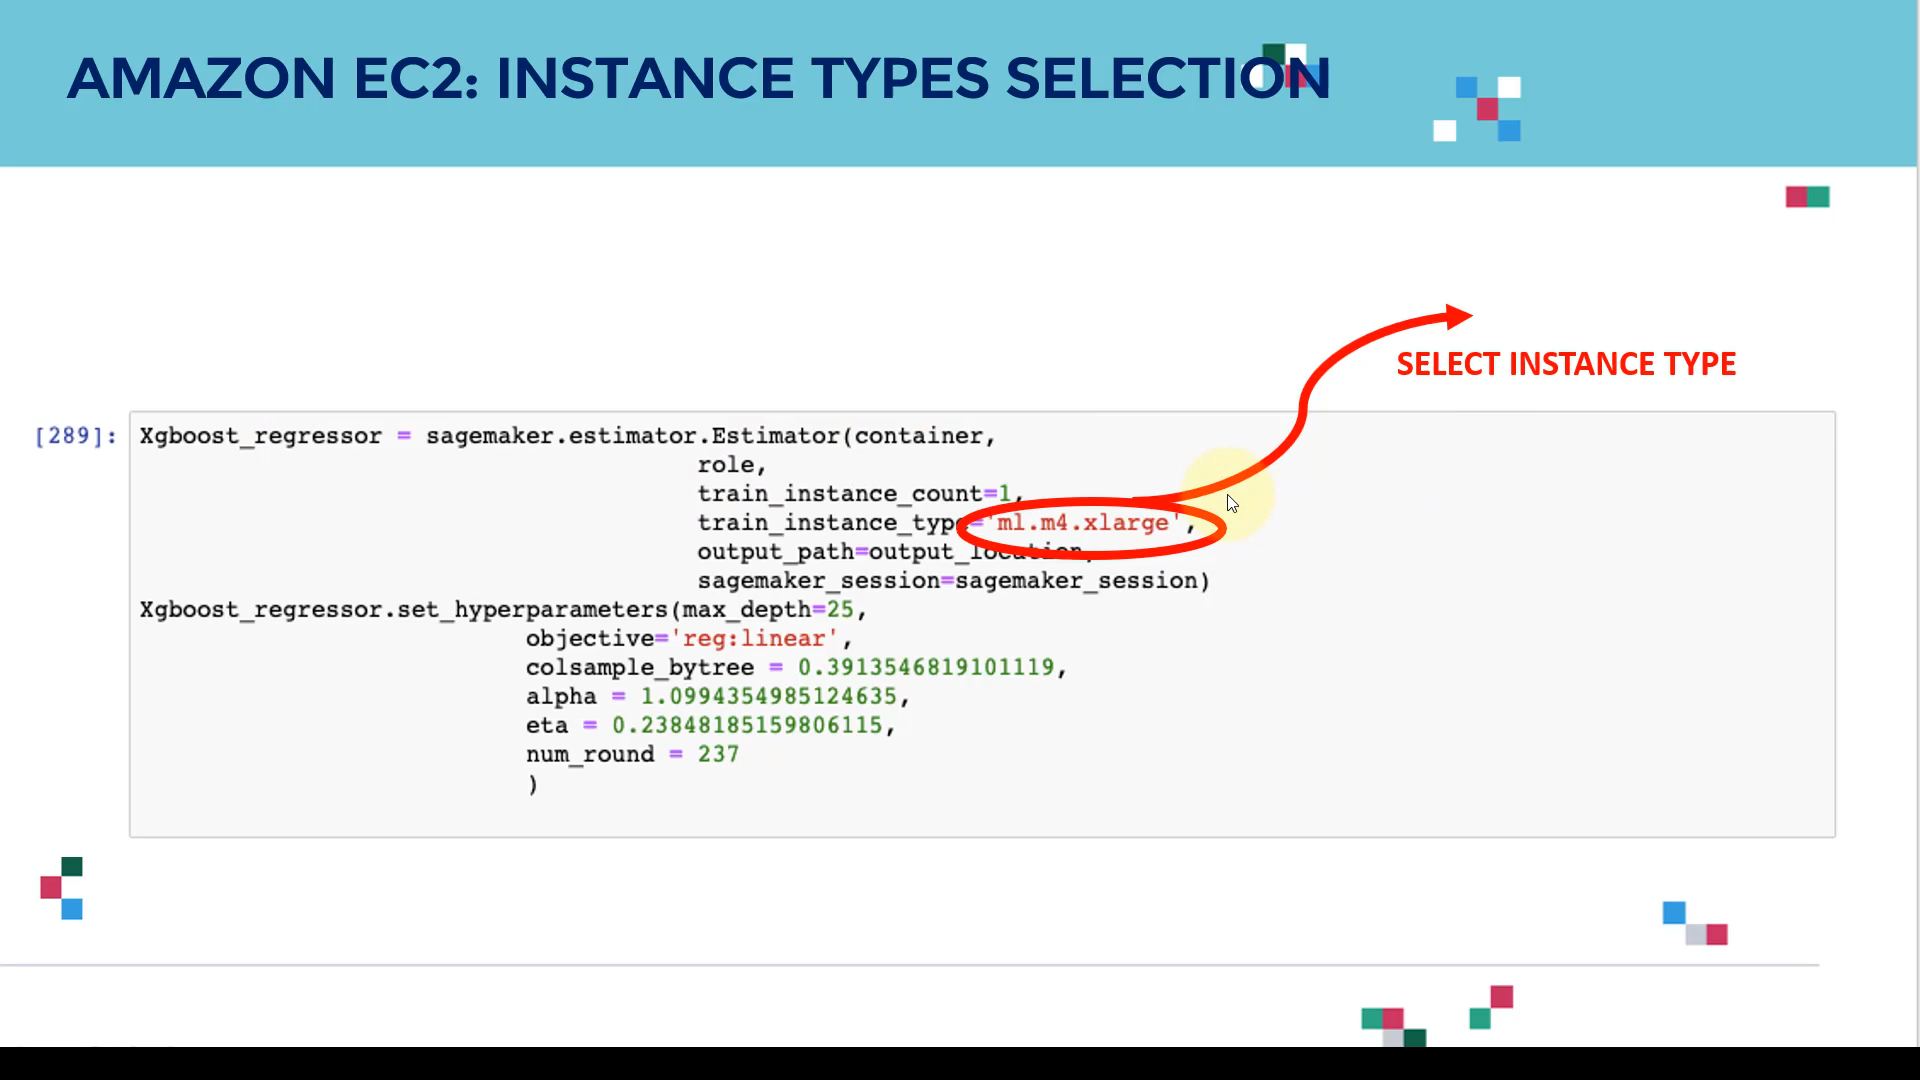 AMAZON EC2: INSTANCE TYPES SELECTION
SELECT INSTANCE TYPE
[289]: Xgboost_regressor = sagemaker.estimator.Estimator(container,
role,
train_instance_count=1,
train_instance_type='ml.m4.xlarge',
output_path=output_location,
sagemaker_session=sagemaker_session)
Xgboost_regressor.set_hyperparameters(max_depth=25,
objective='reg:linear',
colsample_bytree = 0.3913546819101119,
alpha = 1.0994354985124635,
eta = 0.23848185159806115,
num_round = 237
)